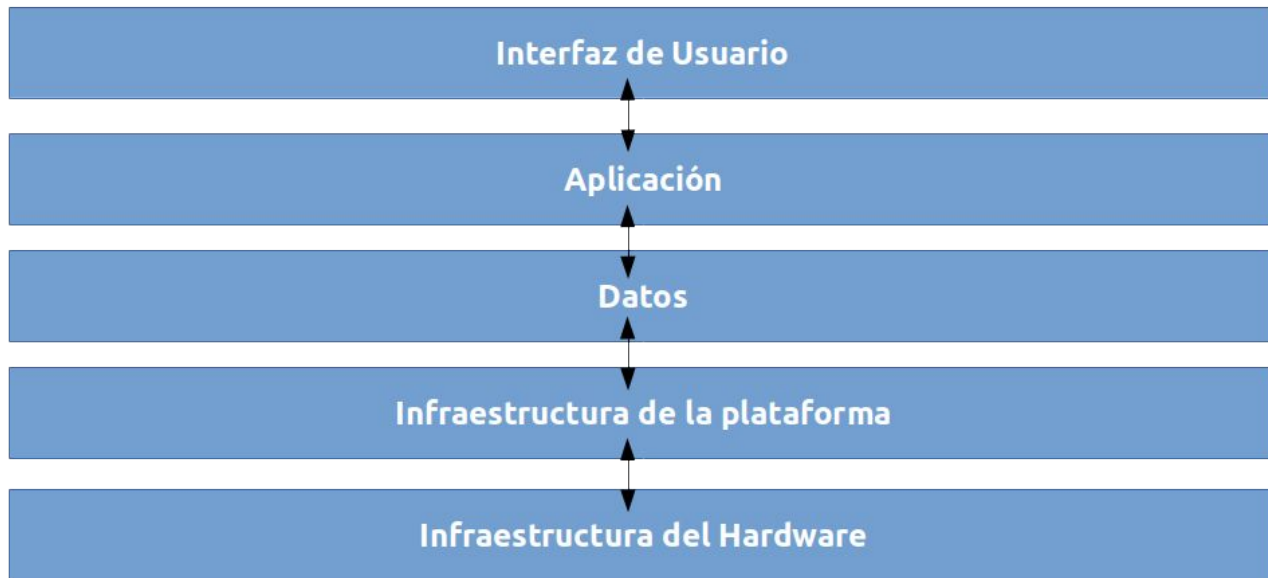 Interfaz de Usuario
Aplicación
Datos
Infraestructura de la plataforma
Infraestructura del Hardware